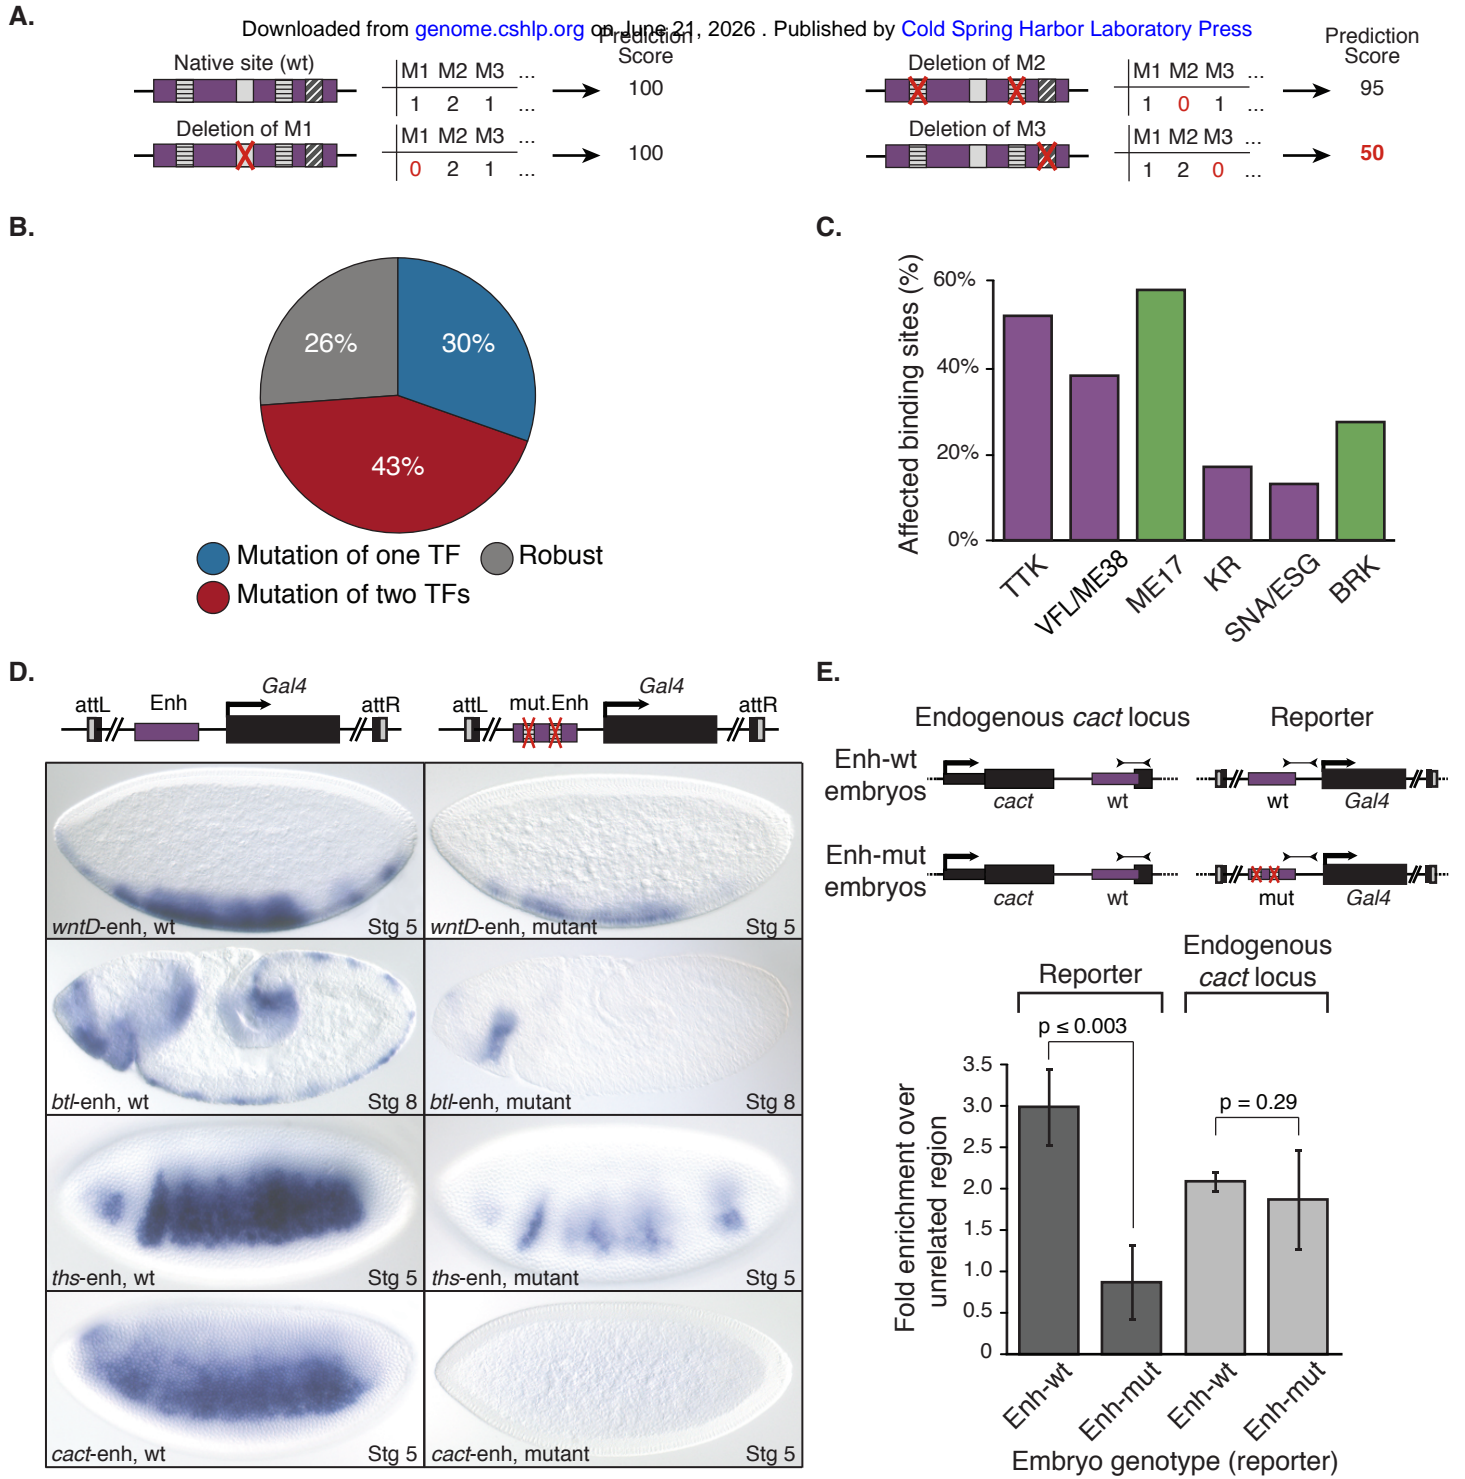 A.
Downloaded from genome.cshlp.org on June 21, 2026 . Published by Cold Spring Harbor Laboratory Press
Native site (wt)
M1 M2 M3 ...
1 2 1 ...
Prediction
Score
100
Deletion of M1
M1 M2 M3 ...
0 2 1 ...
100
Deletion of M2
M1 M2 M3 ...
1 0 1 ...
Prediction
Score
95
Deletion of M3
M1 M2 M3 ...
1 2 0 ...
50
B.
26%
30%
43%
Mutation of one TF
Robust
Mutation of two TFs
C.
Affected binding sites (%)
60%
40%
20%
0%
TTK
VFL/ME38
ME17
KR
SNA/ESG
BRK
D.
attL
Enh
Gal4
attR
attL
mut.Enh
Gal4
attR
wntD-enh, wt
Stg 5
wntD-enh, mutant
Stg 5
btl-enh, wt
Stg 8
btl-enh, mutant
Stg 8
ths-enh, wt
Stg 5
ths-enh, mutant
Stg 5
cact-enh, wt
Stg 5
cact-enh, mutant
Stg 5
E.
Endogenous cact locus
Reporter
Enh-wt
embryos
cact
wt
wt
Gal4
Enh-mut
embryos
cact
wt
mut
Gal4
Reporter
Endogenous
cact locus
p ≤ 0.003
p = 0.29
Fold enrichment over
unrelated region
3.5
3.0
2.5
2.0
1.5
1.0
0.5
0
Enh-wt
Enh-mut
Enh-wt
Enh-mut
Embryo genotype (reporter)